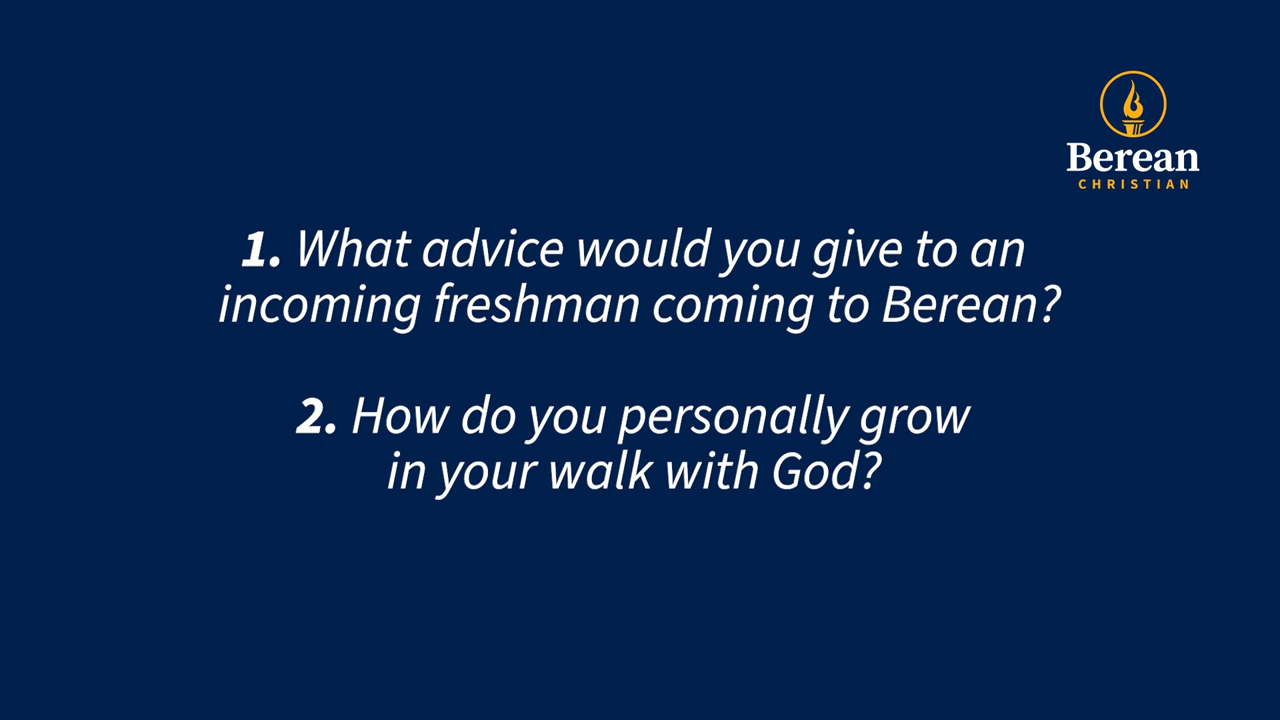 Berean
CHRISTIAN
1. What advice would you give to an
incoming freshman coming to Berean?
2. How do you personally grow
in your walk with God?